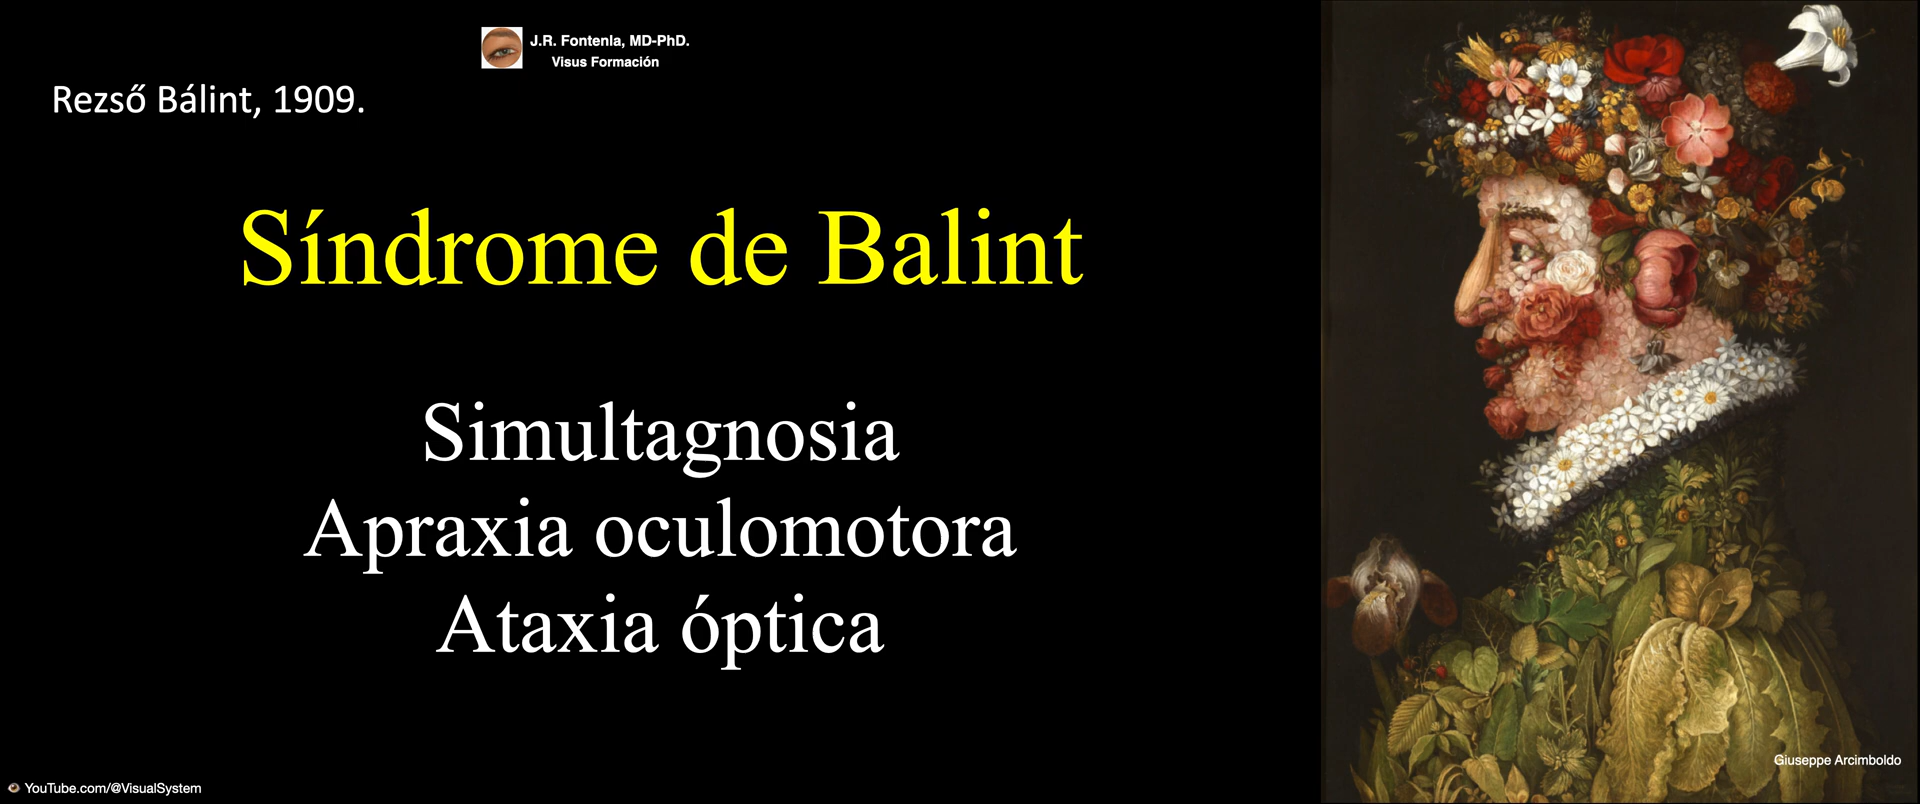 J.R. Fontenla, MD-PhD.
Visus Formación
Rezső Bálint, 1909.
Síndrome de Balint
Simultagnosia
Apraxia oculomotora
Ataxia óptica
Giuseppe Arcimboldo
YouTube.com/@VisualSystem